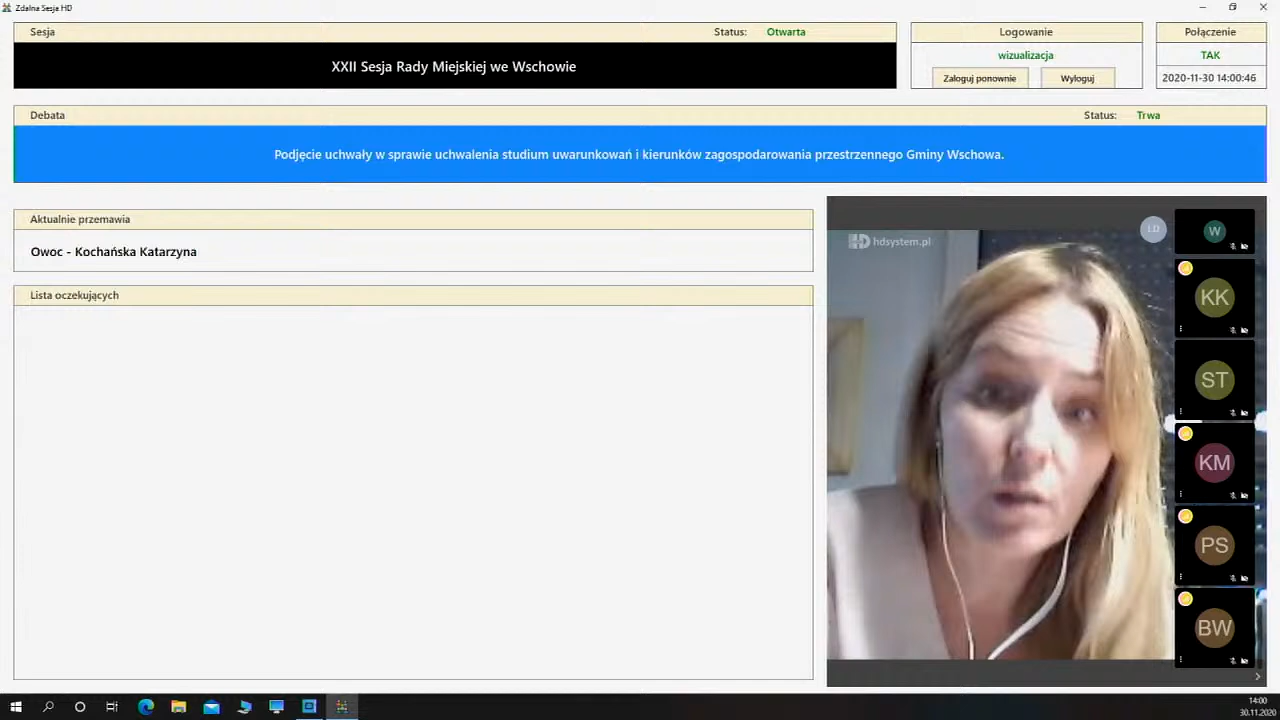 Zdalna Sesja HD
Sesja
Status: Otwarta
XXII Sesja Rady Miejskiej we Wschowie
Logowanie
wizualizacja
Zaloguj ponownie
Wyloguj
Połączenie
TAK
2020-11-30 14:00:46
Debata
Status: Trwa
Podjęcie uchwały w sprawie uchwalenia studium uwarunkowań i kierunków zagospodarowania przestrzennego Gminy Wschowa.
Aktualnie przemawia
Owoc - Kochańska Katarzyna
Lista oczekujących
HD hdsystem.pl
LD
W
KK
ST
KM
PS
BW
14:00
30.11.2020